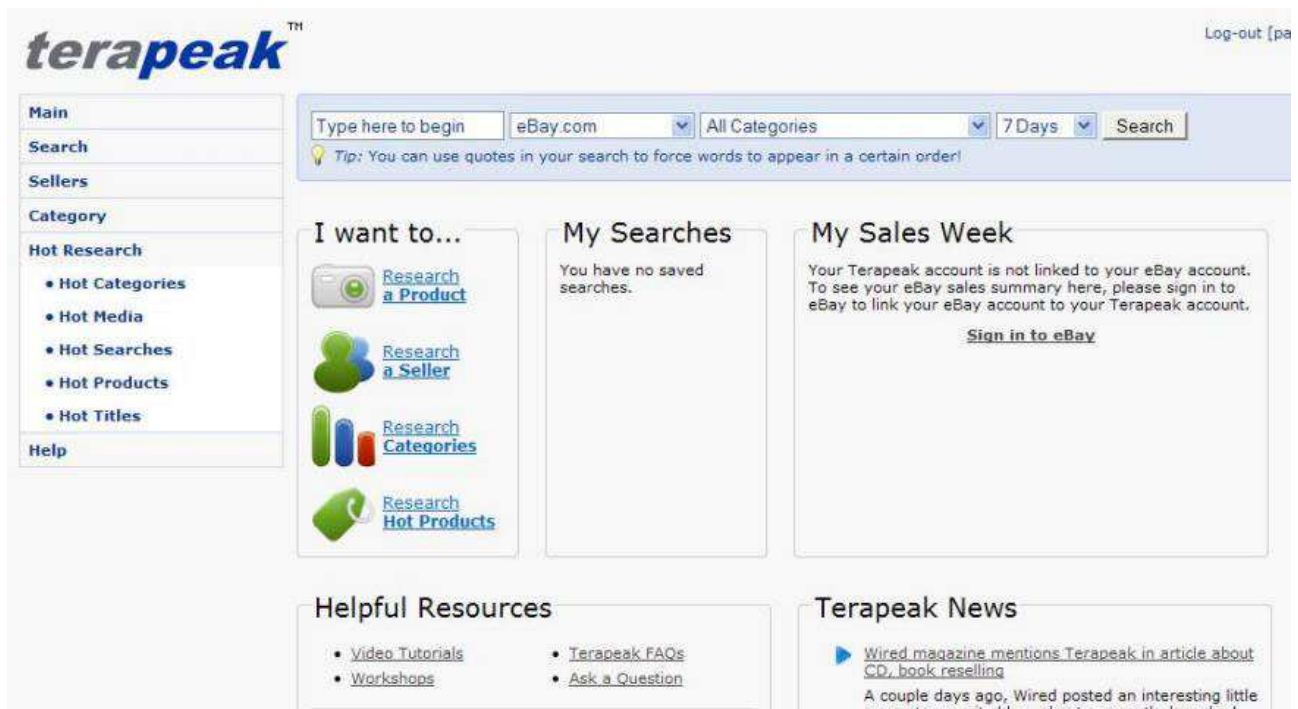 terapeak™
Log-out [pa
Main
Search
Sellers
Category
Hot Research
• Hot Categories
• Hot Media
• Hot Searches
• Hot Products
• Hot Titles
Help
Type here to begin eBay.com All Categories 7 Days Search
Tip: You can use quotes in your search to force words to appear in a certain order!
I want to...
Research
a Product
Research
a Seller
Research
Categories
Research
Hot Products
My Searches
You have no saved
searches.
My Sales Week
Your Terapeak account is not linked to your eBay account.
To see your eBay sales summary here, please sign in to
eBay to link your eBay account to your Terapeak account.
Sign in to eBay
Helpful Resources
• Video Tutorials
• Workshops
• Terapeak FAQs
• Ask a Question
Terapeak News
Wired magazine mentions Terapeak in article about
CD, book reselling
A couple days ago, Wired posted an interesting little